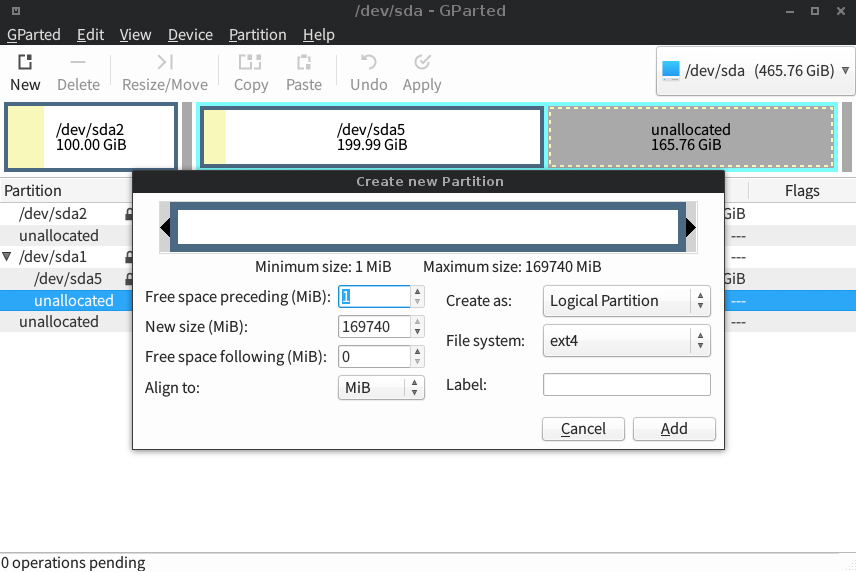 /dev/sda - GParted
GParted Edit View Device Partition Help
New Delete Resize/Move Copy Paste Undo Apply /dev/sda (465.76 GiB)
/dev/sda2
100.00 GiB
/dev/sda5
199.99 GiB
unallocated
165.76 GiB
Partition Flags
/dev/sda2 GiB
unallocated ---
/dev/sda1 ---
/dev/sda5 GiB
unallocated ---
unallocated ---
Create new Partition
Minimum size: 1 MiB Maximum size: 169740 MiB
Free space preceding (MiB): 1 Create as: Logical Partition
New size (MiB): 169740
File system: ext4
Free space following (MiB): 0
Align to: MiB Label:
Cancel Add
0 operations pending